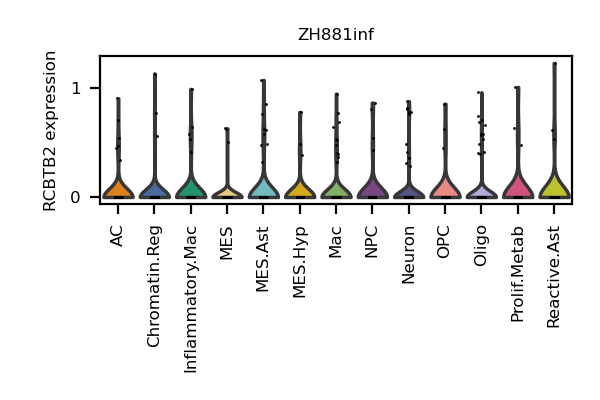 ZH881inf
RCBTB2 expression
1
0
AC
Chromatin.Reg
Inflammatory.Mac
MES
MES.Ast
MES.Hyp
Mac
NPC
Neuron
OPC
Oligo
Prolif.Metab
Reactive.Ast